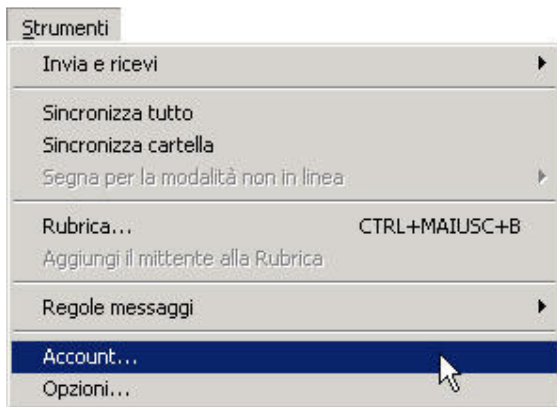 Strumenti
Invia e ricevi
Sincronizza tutto
Sincronizza cartella
Segna per la modalità non in linea
Rubrica... CTRL+MAIUSC+B
Aggiungi il mittente alla Rubrica
Regole messaggi
Account...
Opzioni...